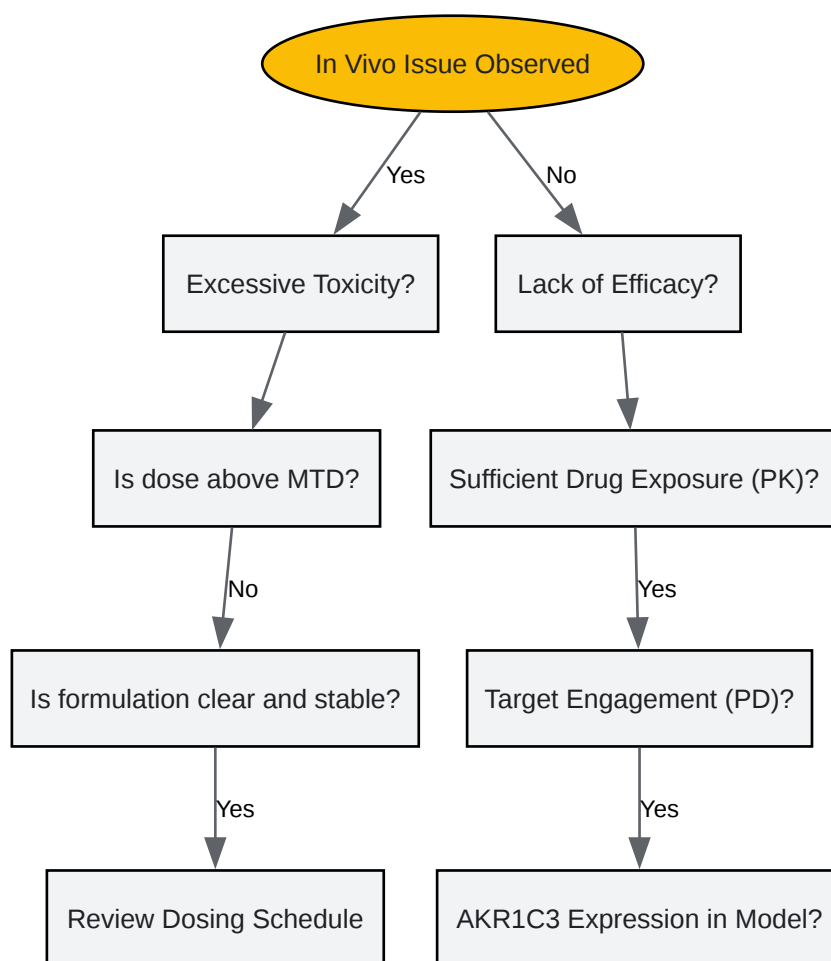 In Vivo Issue Observed
Yes
No
Excessive Toxicity?
Lack of Efficacy?
Is dose above MTD?
Sufficient Drug Exposure (PK)?
No
Yes
Is formulation clear and stable?
Target Engagement (PD)?
Yes
Yes
Review Dosing Schedule
AKR1C3 Expression in Model?